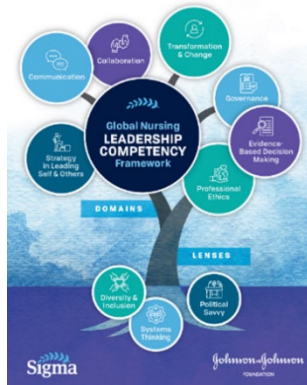 Transformation
& Change
Collaboration
Communication
Governance
Global Nursing
LEADERSHIP
COMPETENCY
Framework
Evidence-
Based Decision
Making
Strategy
in Leading
Self & Others
Professional
Ethics
DOMAINS
LENSES
Diversity &
Inclusion
Political
Savvy
Systems
Thinking
Sigma
Johnson & Johnson
FOUNDATION